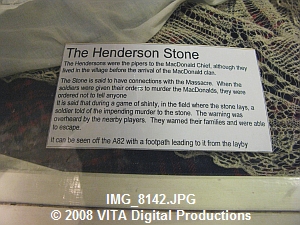 The Henderson Stone
The Hendersons were the pipers to the MacDonald Chief, although they
lived in the village before the arrival of the MacDonald clan.
The Stone is said to have connections with the Massacre. When the
soldiers were given their orders to murder the MacDonalds, they were
ordered not to tell anyone
It is said that during a game of shinty, in the field where the stone lays, a
soldier told of the impending murder to the stone. The warning was
overheard by the nearby players. They warned their families and were able
to escape.
It can be seen off the A82 with a footpath leading to it from the layby
IMG_8142.JPG
© 2008 VITA Digital Productions